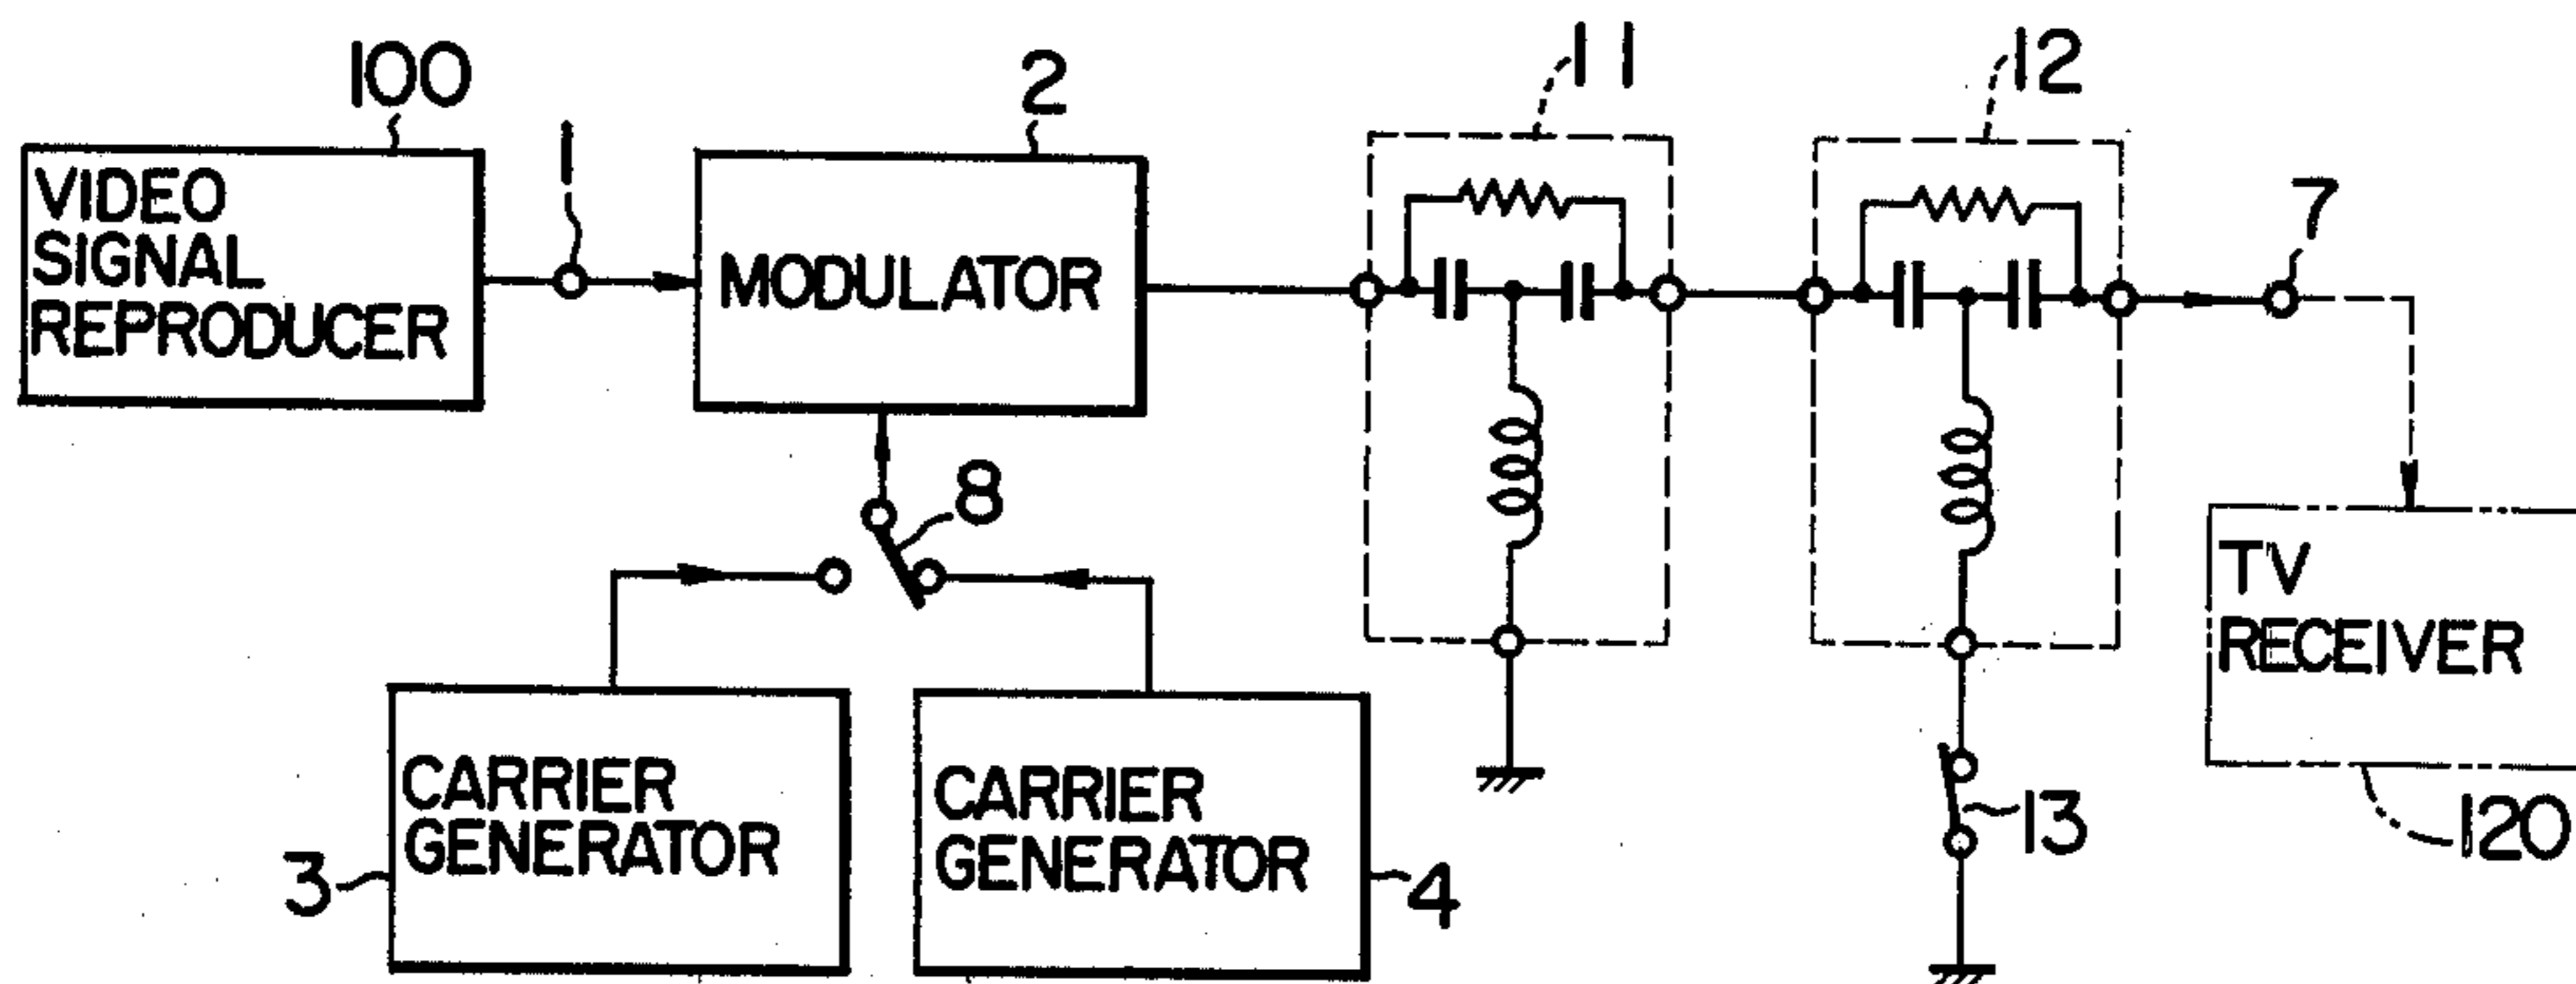 100
1
2
11
12
7
VIDEO
SIGNAL
REPRODUCER
MODULATOR
8
TV
RECEIVER
CARRIER
GENERATOR
3
CARRIER
GENERATOR
4
13
120